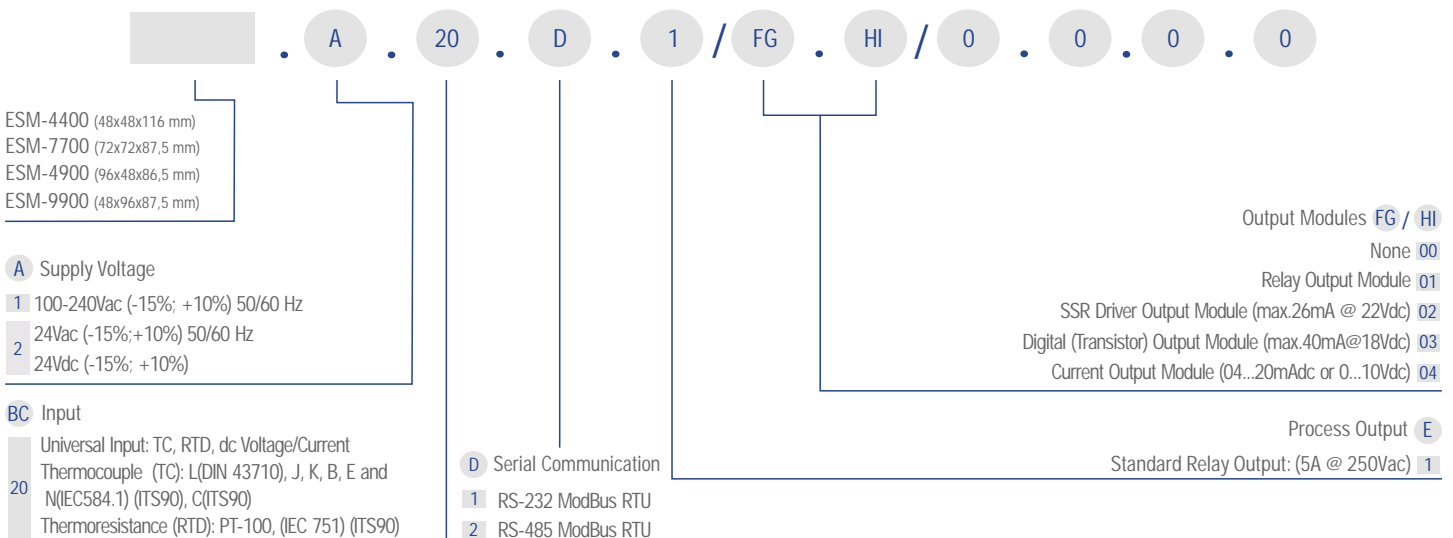 . A . 20 . D . 1 / FG . HI / 0 . 0 . 0 . 0
ESM-4400 (48x48x116 mm)
ESM-7700 (72x72x87,5 mm)
ESM-4900 (96x48x86,5 mm)
ESM-9900 (48x96x87,5 mm)
A Supply Voltage
1 100-240Vac (-15%; +10%) 50/60 Hz
2 24Vac (-15%;+10%) 50/60 Hz
24Vdc (-15%; +10%)
BC Input
20 Universal Input: TC, RTD, dc Voltage/Current
Thermocouple (TC): L(DIN 43710), J, K, B, E and
N(IEC584.1) (ITS90), C(ITS90)
Thermoresistance (RTD): PT-100, (IEC 751) (ITS90)
D Serial Communication
1 RS-232 ModBus RTU
2 RS-485 ModBus RTU
Output Modules FG / HI
None 00
Relay Output Module 01
SSR Driver Output Module (max.26mA @ 22Vdc) 02
Digital (Transistor) Output Module (max.40mA@18Vdc) 03
Current Output Module (04...20mAdc or 0...10Vdc) 04
Process Output E
Standard Relay Output: (5A @ 250Vac) 1